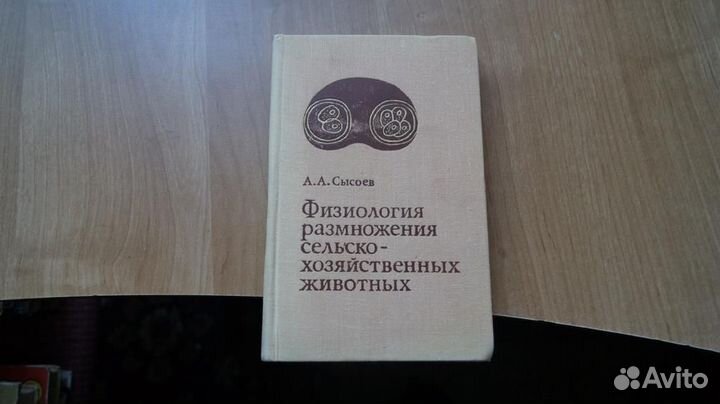 А.А.Сысоев
Физиология
размножения
сельско-
хозяйственных
животных
Avito